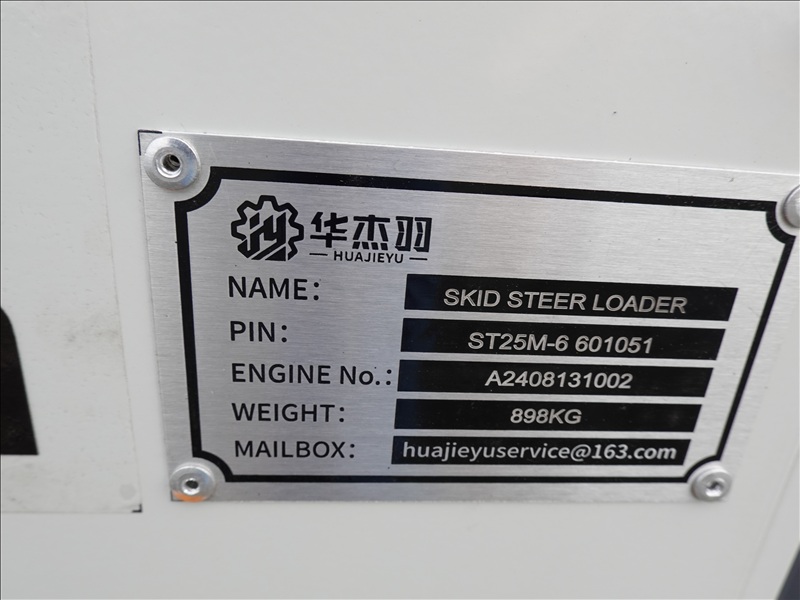 华杰羽
HUAJIEYU
NAME: SKID STEER LOADER
PIN: ST25M-6 601051
ENGINE No.: A2408131002
WEIGHT: 898KG
MAILBOX: huajieyuservice@163.com